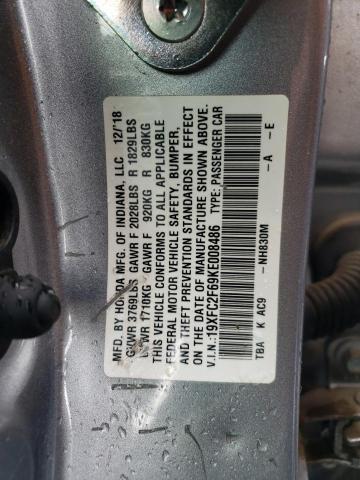 MFD. BY HONDA MFG. OF INDIANA, LLC 12/'18
GVWR 3769LBS GAWR F 2028LBS R 1829LBS
GVWR 1710KG GAWR F 920KG R 830KG
THIS VEHICLE CONFORMS TO ALL APPLICABLE
FEDERAL MOTOR VEHICLE SAFETY, BUMPER,
AND THEFT PREVENTION STANDARDS IN EFFECT
ON THE DATE OF MANUFACTURE SHOWN ABOVE.
V.I.N.:19XFC2F69KE008486 TYPE: PASSENGER CAR
TBA K AC9 -NH830M -A -E